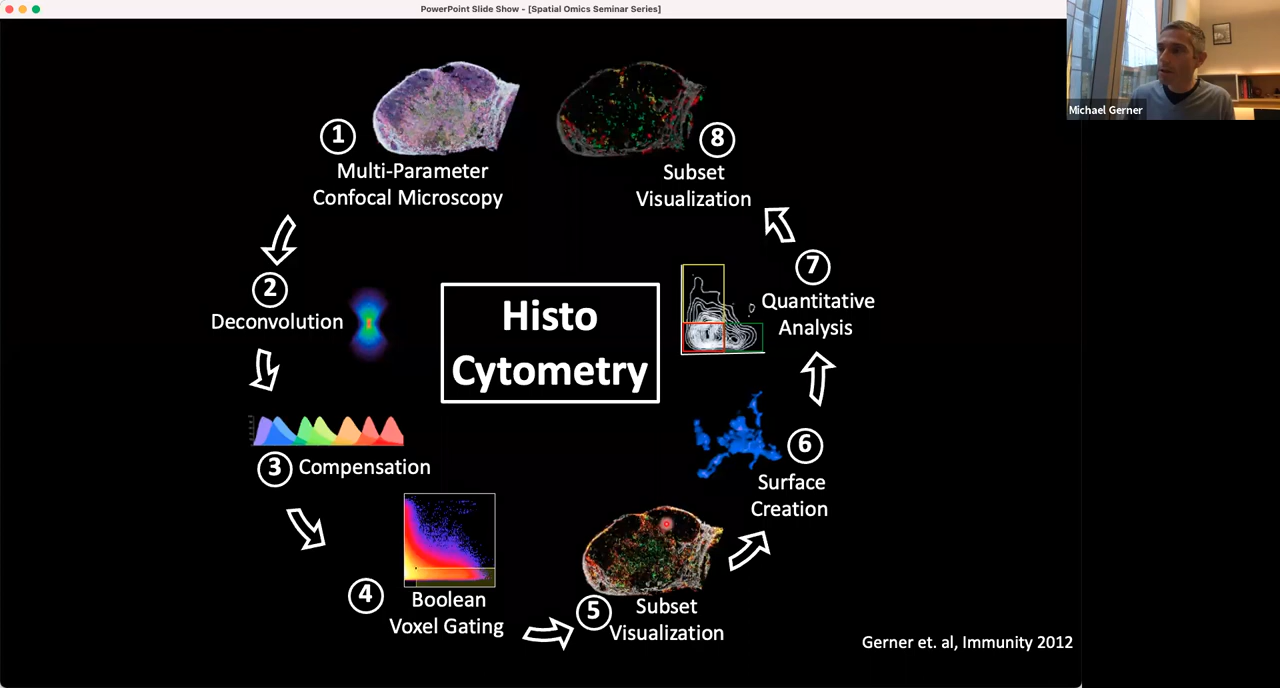 PowerPoint Slide Show - [Spatial Omics Seminar Series]
Michael Gerner
1
Multi-Parameter
Confocal Microscopy
2
Deconvolution
3 Compensation
4
Boolean
Voxel Gating
5
Subset
Visualization
6
Surface
Creation
7
Quantitative
Analysis
8
Subset
Visualization
Histo
Cytometry
Gerner et. al, Immunity 2012